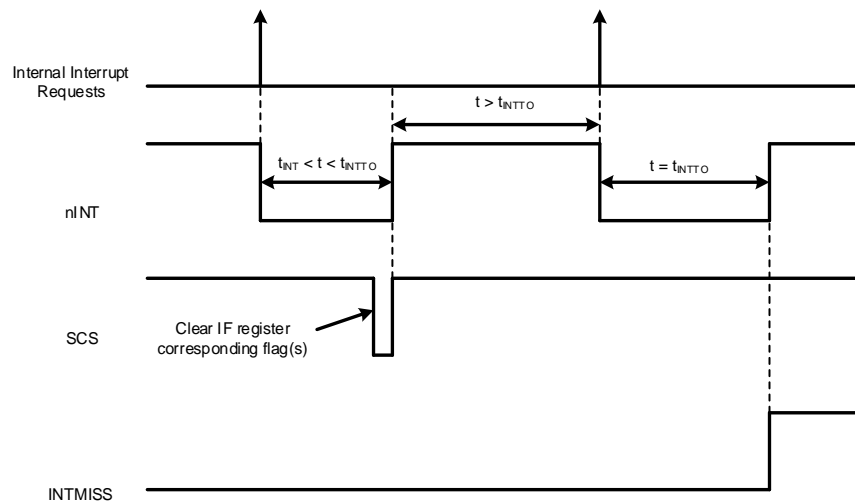 Internal Interrupt
Requests
t > tINTTO
tINT < t < tINTTO
t = tINTTO
nINT
Clear IF register
corresponding flag(s)
SCS
INTMISS